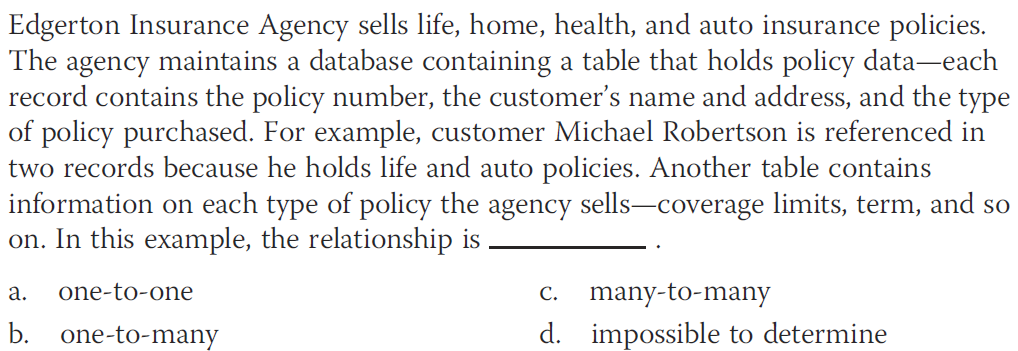 Edgerton Insurance Agency sells life, home, health, and auto insurance policies.
The agency maintains a database containing a table that holds policy data—each
record contains the policy number, the customer’s name and address, and the type
of policy purchased. For example, customer Michael Robertson is referenced in
two records because he holds life and auto policies. Another table contains
information on each type of policy the agency sells—coverage limits, term, and so
on. In this example, the relationship is __________ .
a. one-to-one
c. many-to-many
b. one-to-many
d. impossible to determine